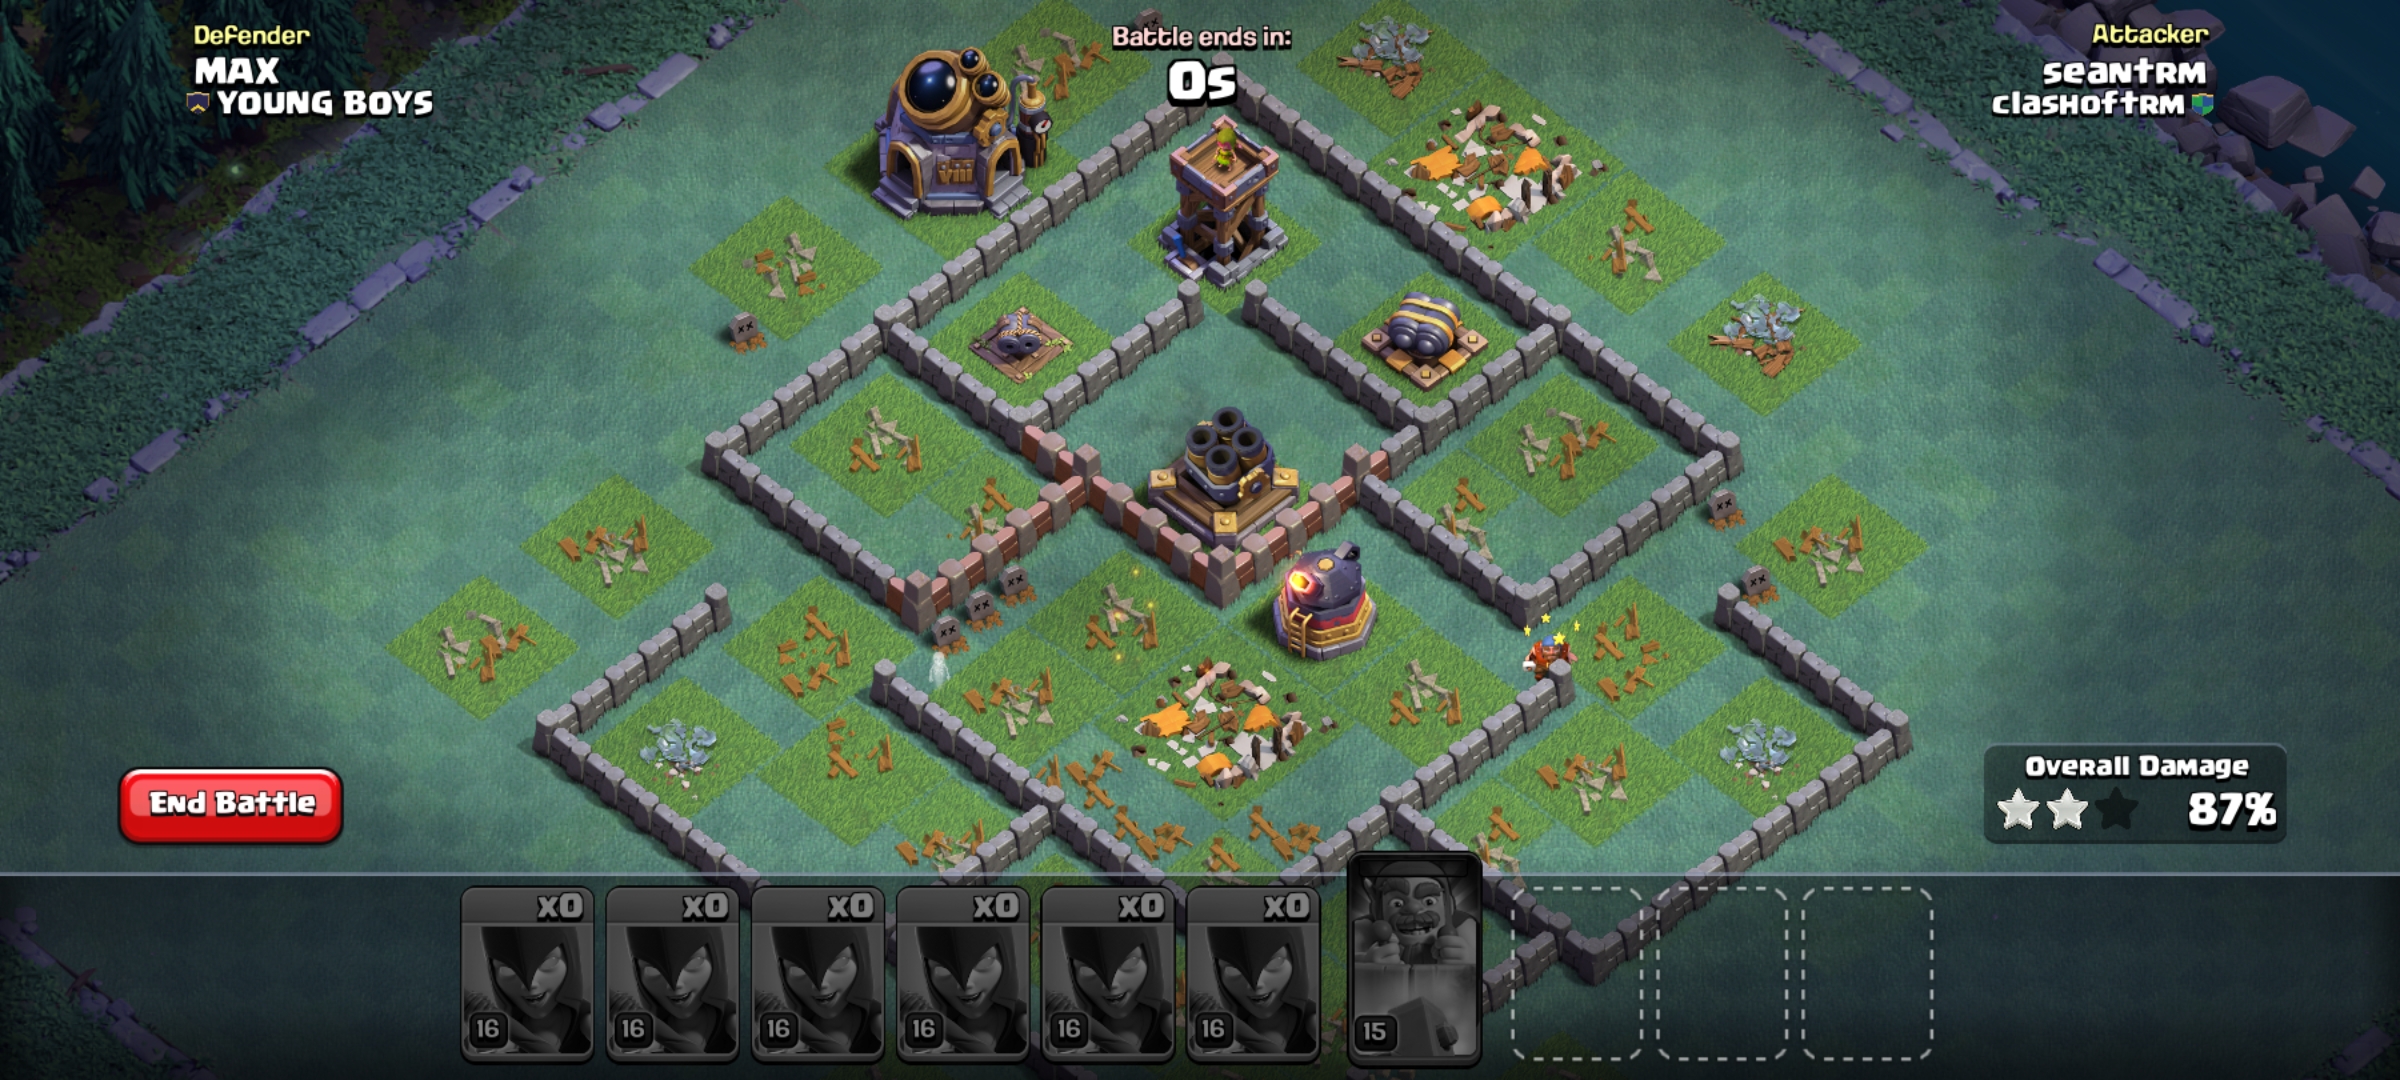 Defender
MAX
YOUNG BOYS
Battle ends in:
0s
Attacker
seantRM
clashoftRM
VIII
End Battle
Overall Damage
87%
x0
x0
x0
x0
x0
x0
16
16
16
16
16
16
15